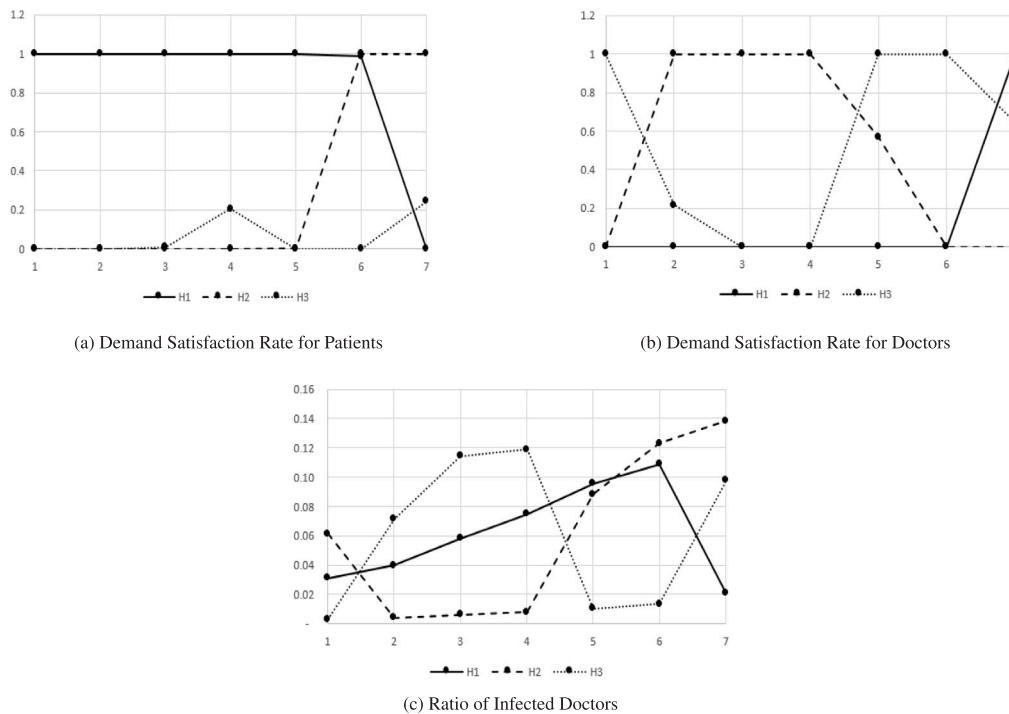 1.2
1
0.8
0.6
0.4
0.2
0
1 2 3 4 5 6 7
H1 H2 H3
(a) Demand Satisfaction Rate for Patients
1.2
1
0.8
0.6
0.4
0.2
0
1 2 3 4 5 6
H1 H2 H3
(b) Demand Satisfaction Rate for Doctors
0.16
0.14
0.12
0.10
0.08
0.06
0.04
0.02
-
1 2 3 4 5 6 7
H1 H2 H3
(c) Ratio of Infected Doctors